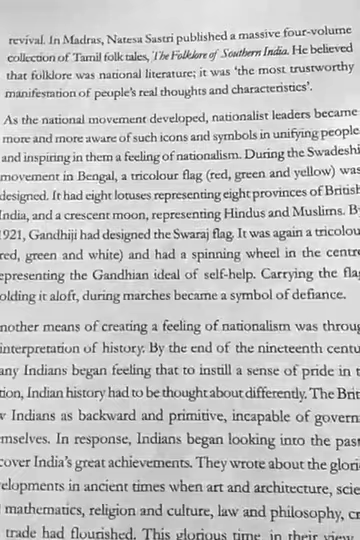 revival. In Madras, Natesa Sastri published a massive four-volume
collection of Tamil folk tales, The Folklore of Southern India. He believed
that folklore was national literature; it was ‘the most trustworthy
manifestation of people’s real thoughts and characteristics’.
As the national movement developed, nationalist leaders became
more and more aware of such icons and symbols in unifying people
and inspiring in them a feeling of nationalism. During the Swadeshi
movement in Bengal, a tricolour flag (red, green and yellow) was
designed. It had eight lotuses representing eight provinces of British
India, and a crescent moon, representing Hindus and Muslims. By
1921, Gandhiji had designed the Swaraj flag. It was again a tricolou
red, green and white) and had a spinning wheel in the centre
epresenting the Gandhian ideal of self-help. Carrying the flag
olding it aloft, during marches became a symbol of defiance.
nother means of creating a feeling of nationalism was throug
interpretation of history. By the end of the nineteenth centu
any Indians began feeling that to instill a sense of pride in t
tion, Indian history had to be thought about differently. The Brit
w Indians as backward and primitive, incapable of govern
mselves. In response, Indians began looking into the past
cover India’s great achievements. They wrote about the glori
elopments in ancient times when art and architecture, scie
mathematics, religion and culture, law and philosophy, cr
trade had flourished. This glorious time, in their view